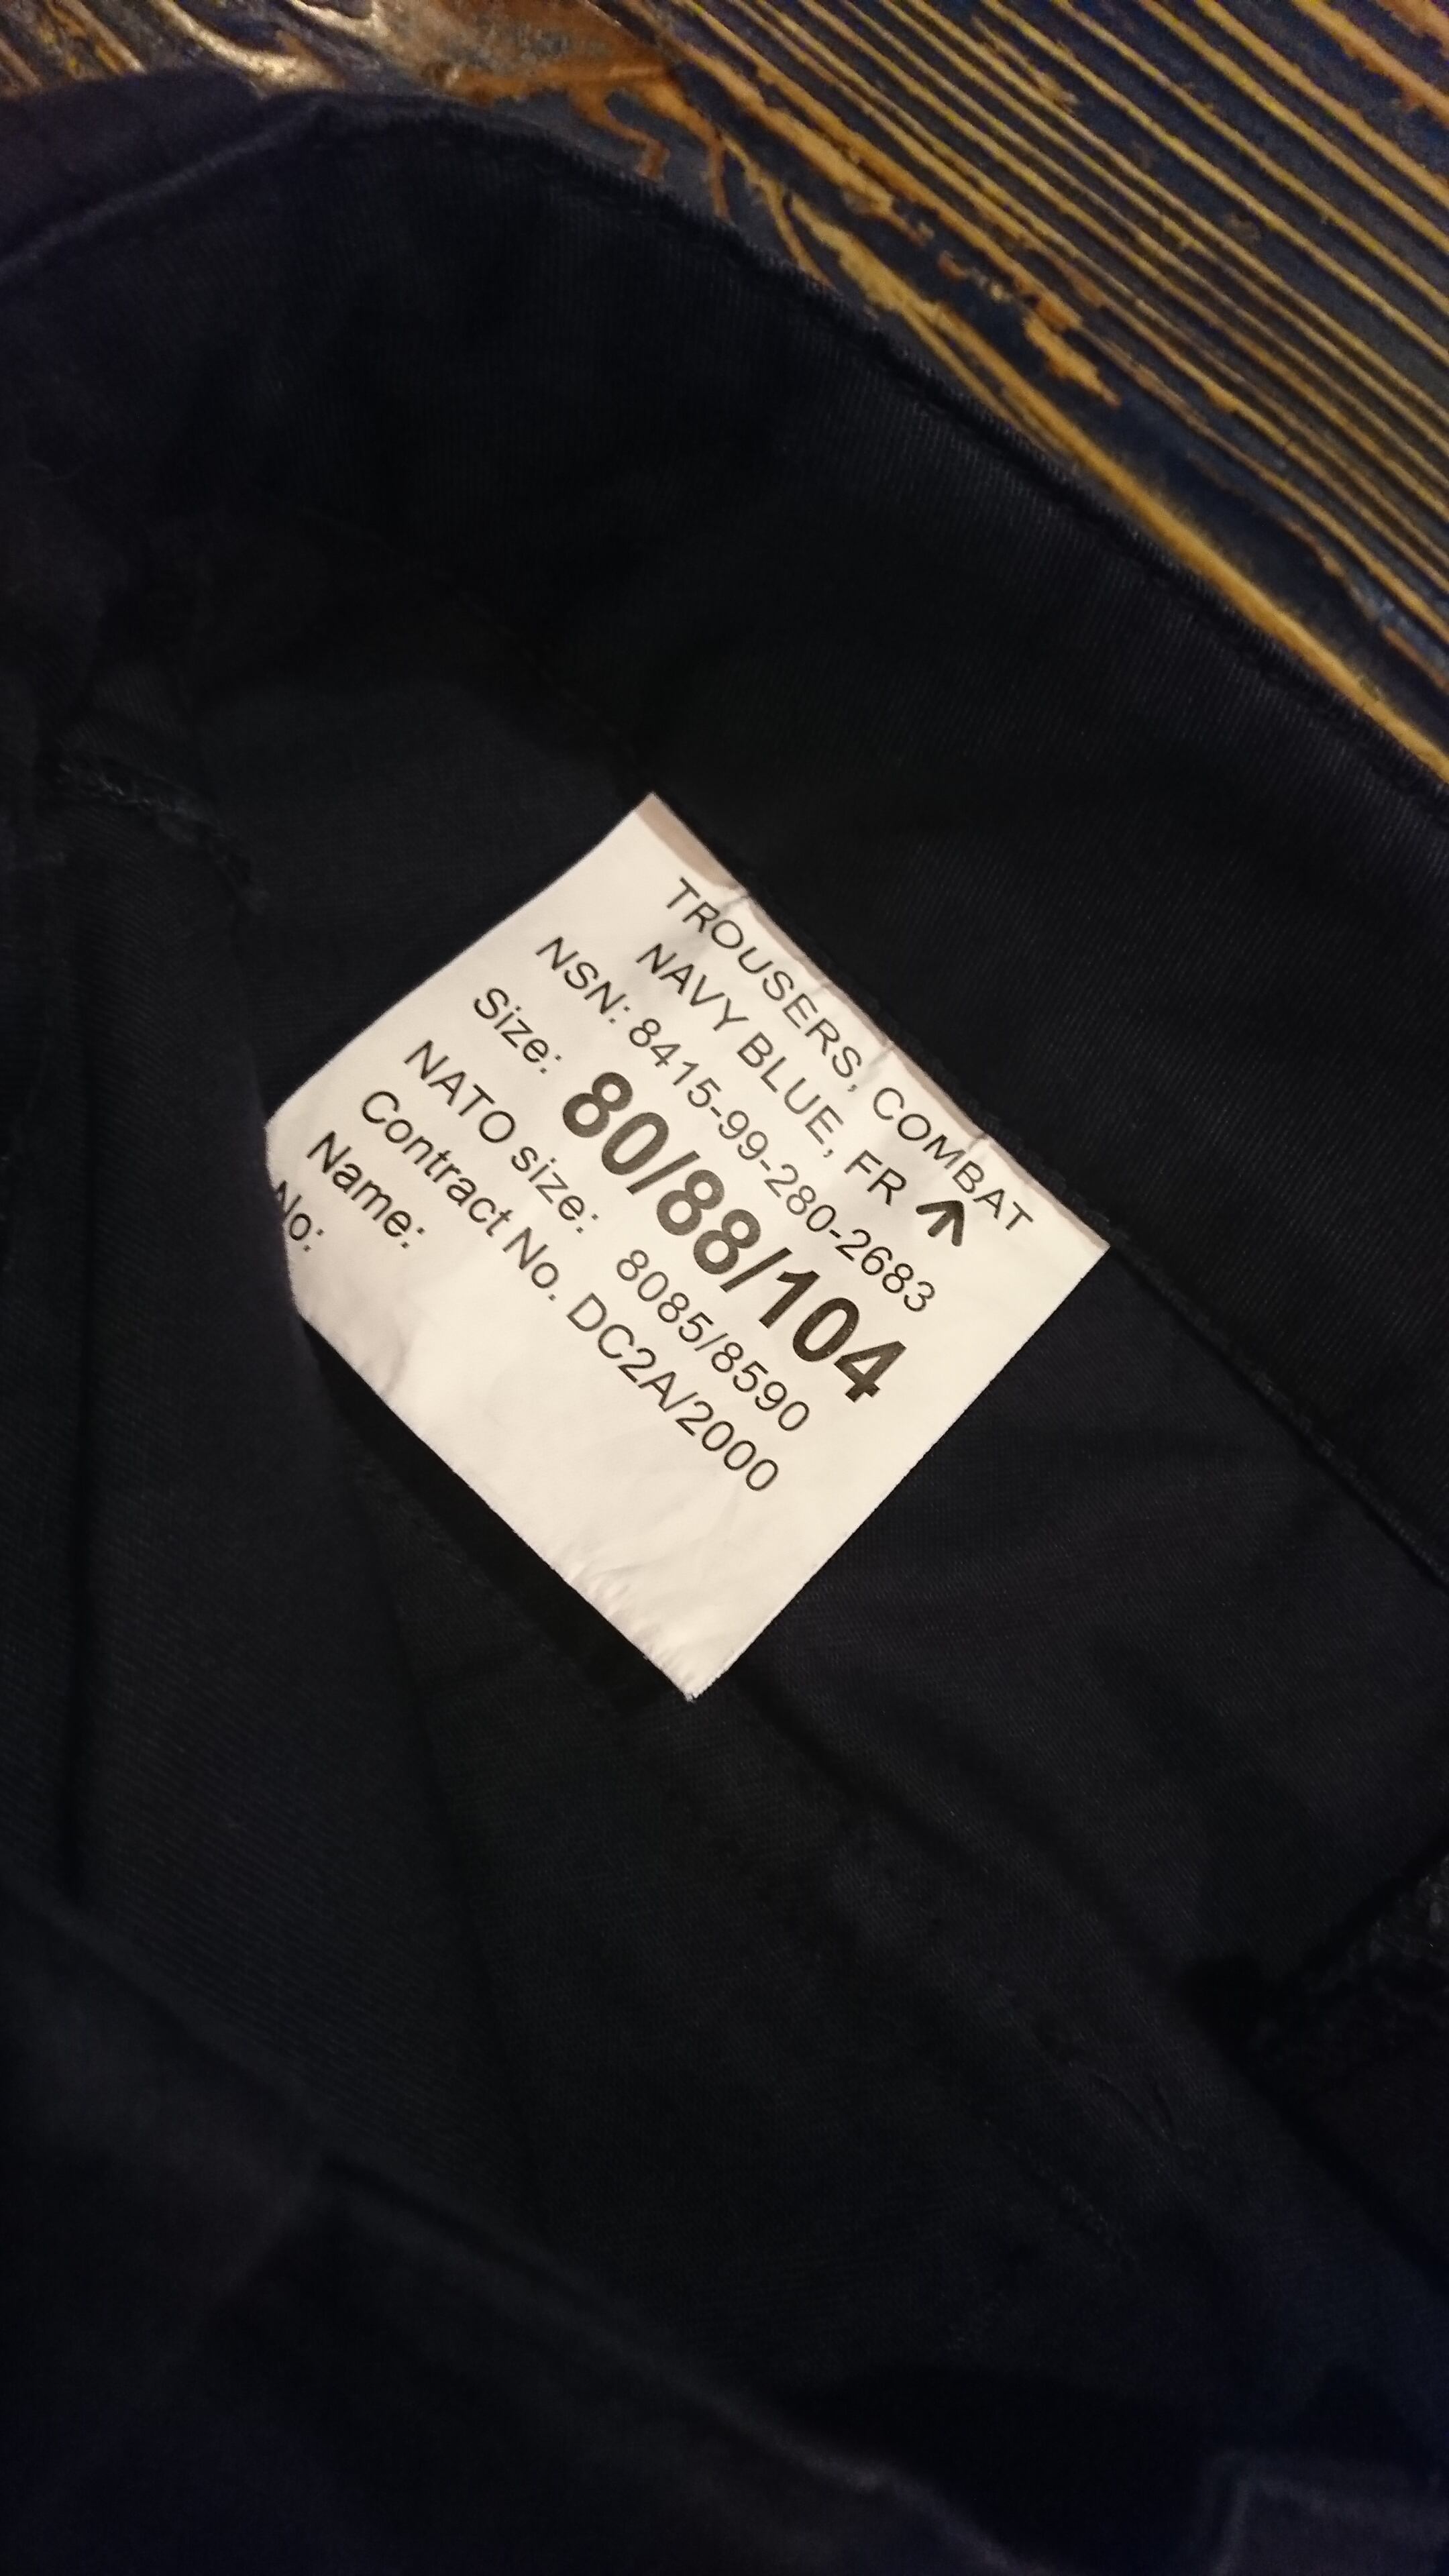 TROUSERS, COMBAT
NAVY BLUE, FR
NSN: 8415-99-280-2683
Size: 80/88/104
NATO size: 8085/8590
Contract No. DC2A/2000
Name:
No: